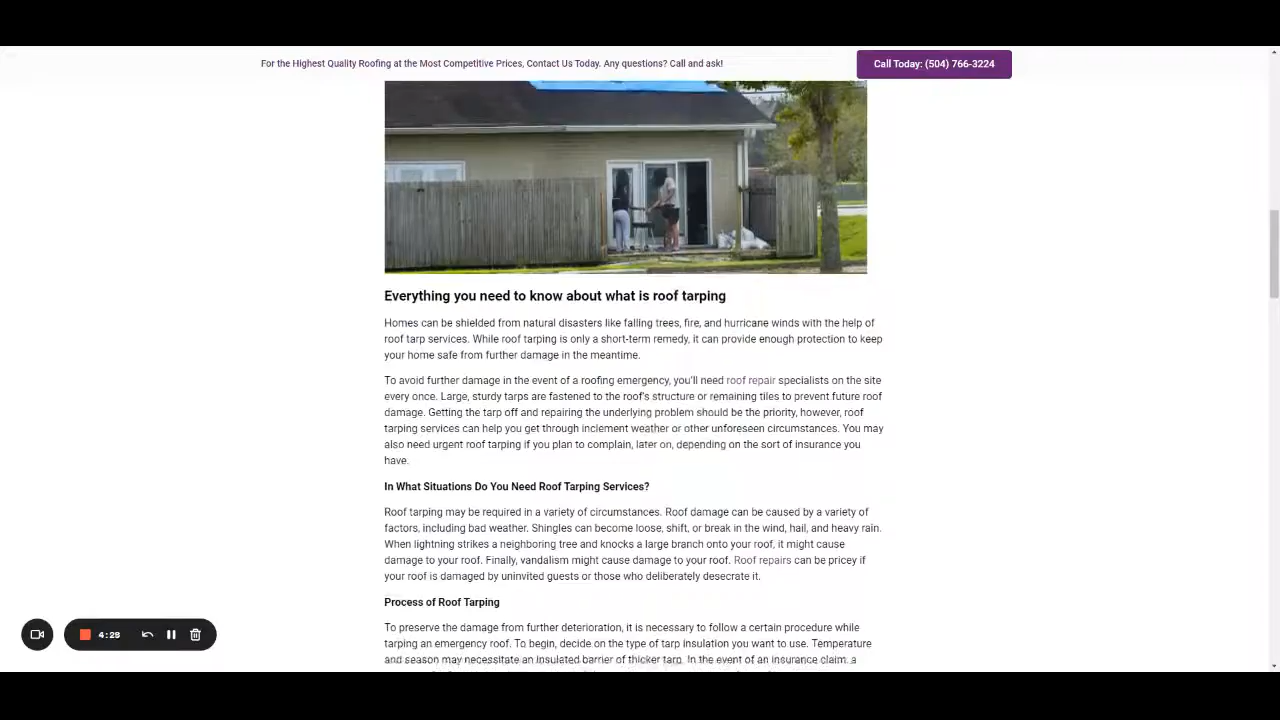 For the Highest Quality Roofing at the Most Competitive Prices, Contact Us Today. Any questions? Call and ask!
Call Today: (504) 766-3224
Everything you need to know about what is roof tarping
Homes can be shielded from natural disasters like falling trees, fire, and hurricane winds with the help of
roof tarp services. While roof tarping is only a short-term remedy, it can provide enough protection to keep
your home safe from further damage in the meantime.
To avoid further damage in the event of a roofing emergency, you'll need roof repair specialists on the site
every once. Large, sturdy tarps are fastened to the roof's structure or remaining tiles to prevent future roof
damage. Getting the tarp off and repairing the underlying problem should be the priority, however, roof
tarping services can help you get through inclement weather or other unforeseen circumstances. You may
also need urgent roof tarping if you plan to complain, later on, depending on the sort of insurance you
have.
In What Situations Do You Need Roof Tarping Services?
Roof tarping may be required in a variety of circumstances. Roof damage can be caused by a variety of
factors, including bad weather. Shingles can become loose, shift, or break in the wind, hail, and heavy rain.
When lightning strikes a neighboring tree and knocks a large branch onto your roof, it might cause
damage to your roof. Finally, vandalism might cause damage to your roof. Roof repairs can be pricey if
your roof is damaged by uninvited guests or those who deliberately desecrate it.
Process of Roof Tarping
To preserve the damage from further deterioration, it is necessary to follow a certain procedure while
tarping an emergency roof. To begin, decide on the type of tarp insulation you want to use. Temperature
and season may necessitate an insulated barrier of thicker tarp. In the event of an insurance claim, a
4:29